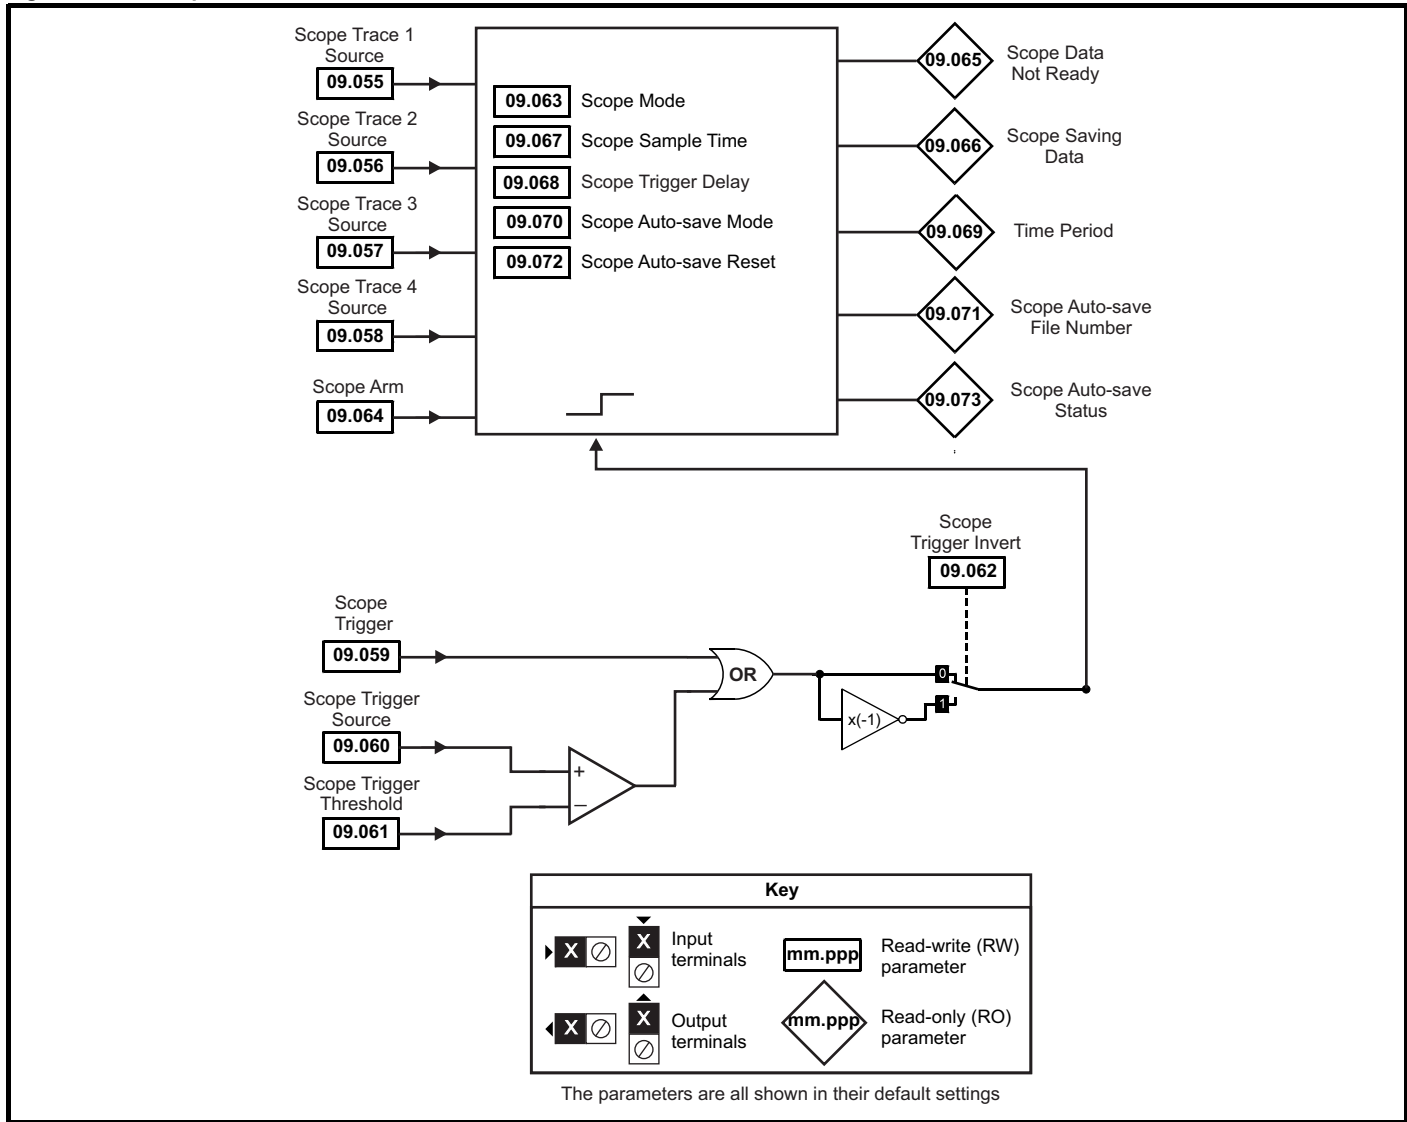 Scope Trace 1
Source
09.055
Scope Trace 2
Source
09.056
Scope Trace 3
Source
09.057
Scope Trace 4
Source
09.058
Scope Arm
09.064
09.063 Scope Mode
09.067 Scope Sample Time
09.068 Scope Trigger Delay
09.070 Scope Auto-save Mode
09.072 Scope Auto-save Reset
09.065
Scope Data
Not Ready
09.066
Scope Saving
Data
09.069
Time Period
09.071
Scope Auto-save
File Number
09.073
Scope Auto-save
Status
Scope
Trigger Invert
09.062
Scope
Trigger
09.059
Scope Trigger
Source
09.060
Scope Trigger
Threshold
09.061
+
–
OR
x(-1)
0
1
Key
X
X
Input
terminals
mm.ppp
Read-write (RW)
parameter
X
X
Output
terminals
mm.ppp
Read-only (RO)
parameter
The parameters are all shown in their default settings